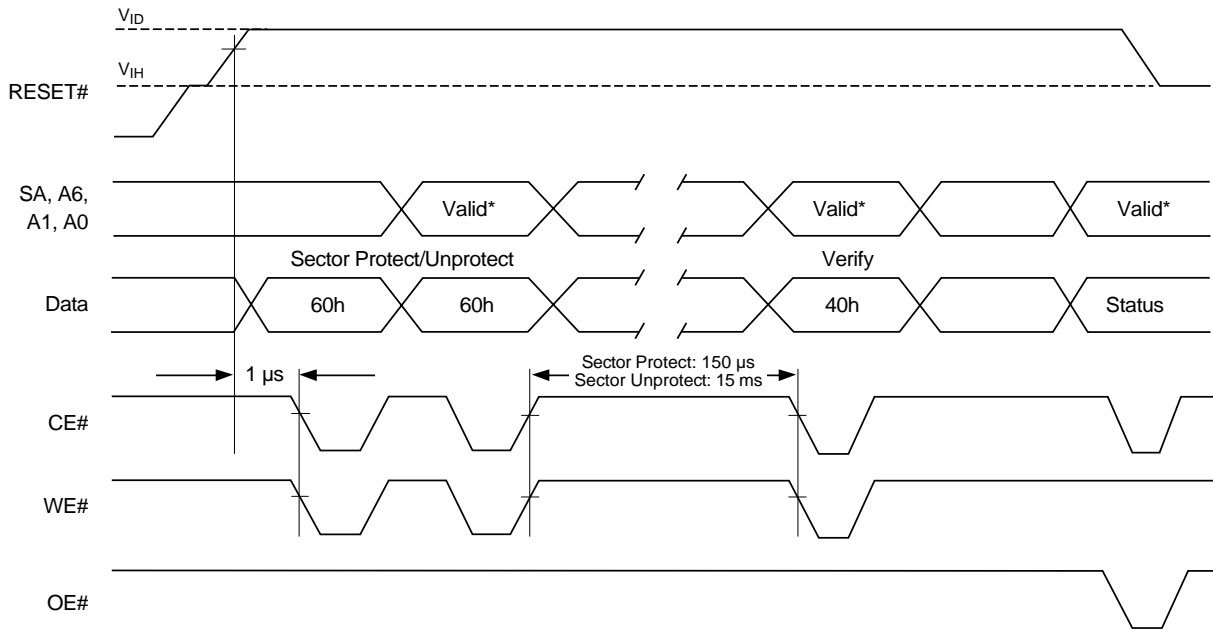 VID
VIH
RESET#
SA, A6,
A1, A0
Valid*
Valid*
Valid*
Sector Protect/Unprotect
Verify
Data
60h
60h
40h
Status
1 µs
Sector Protect: 150 µs
Sector Unprotect: 15 ms
CE#
WE#
OE#